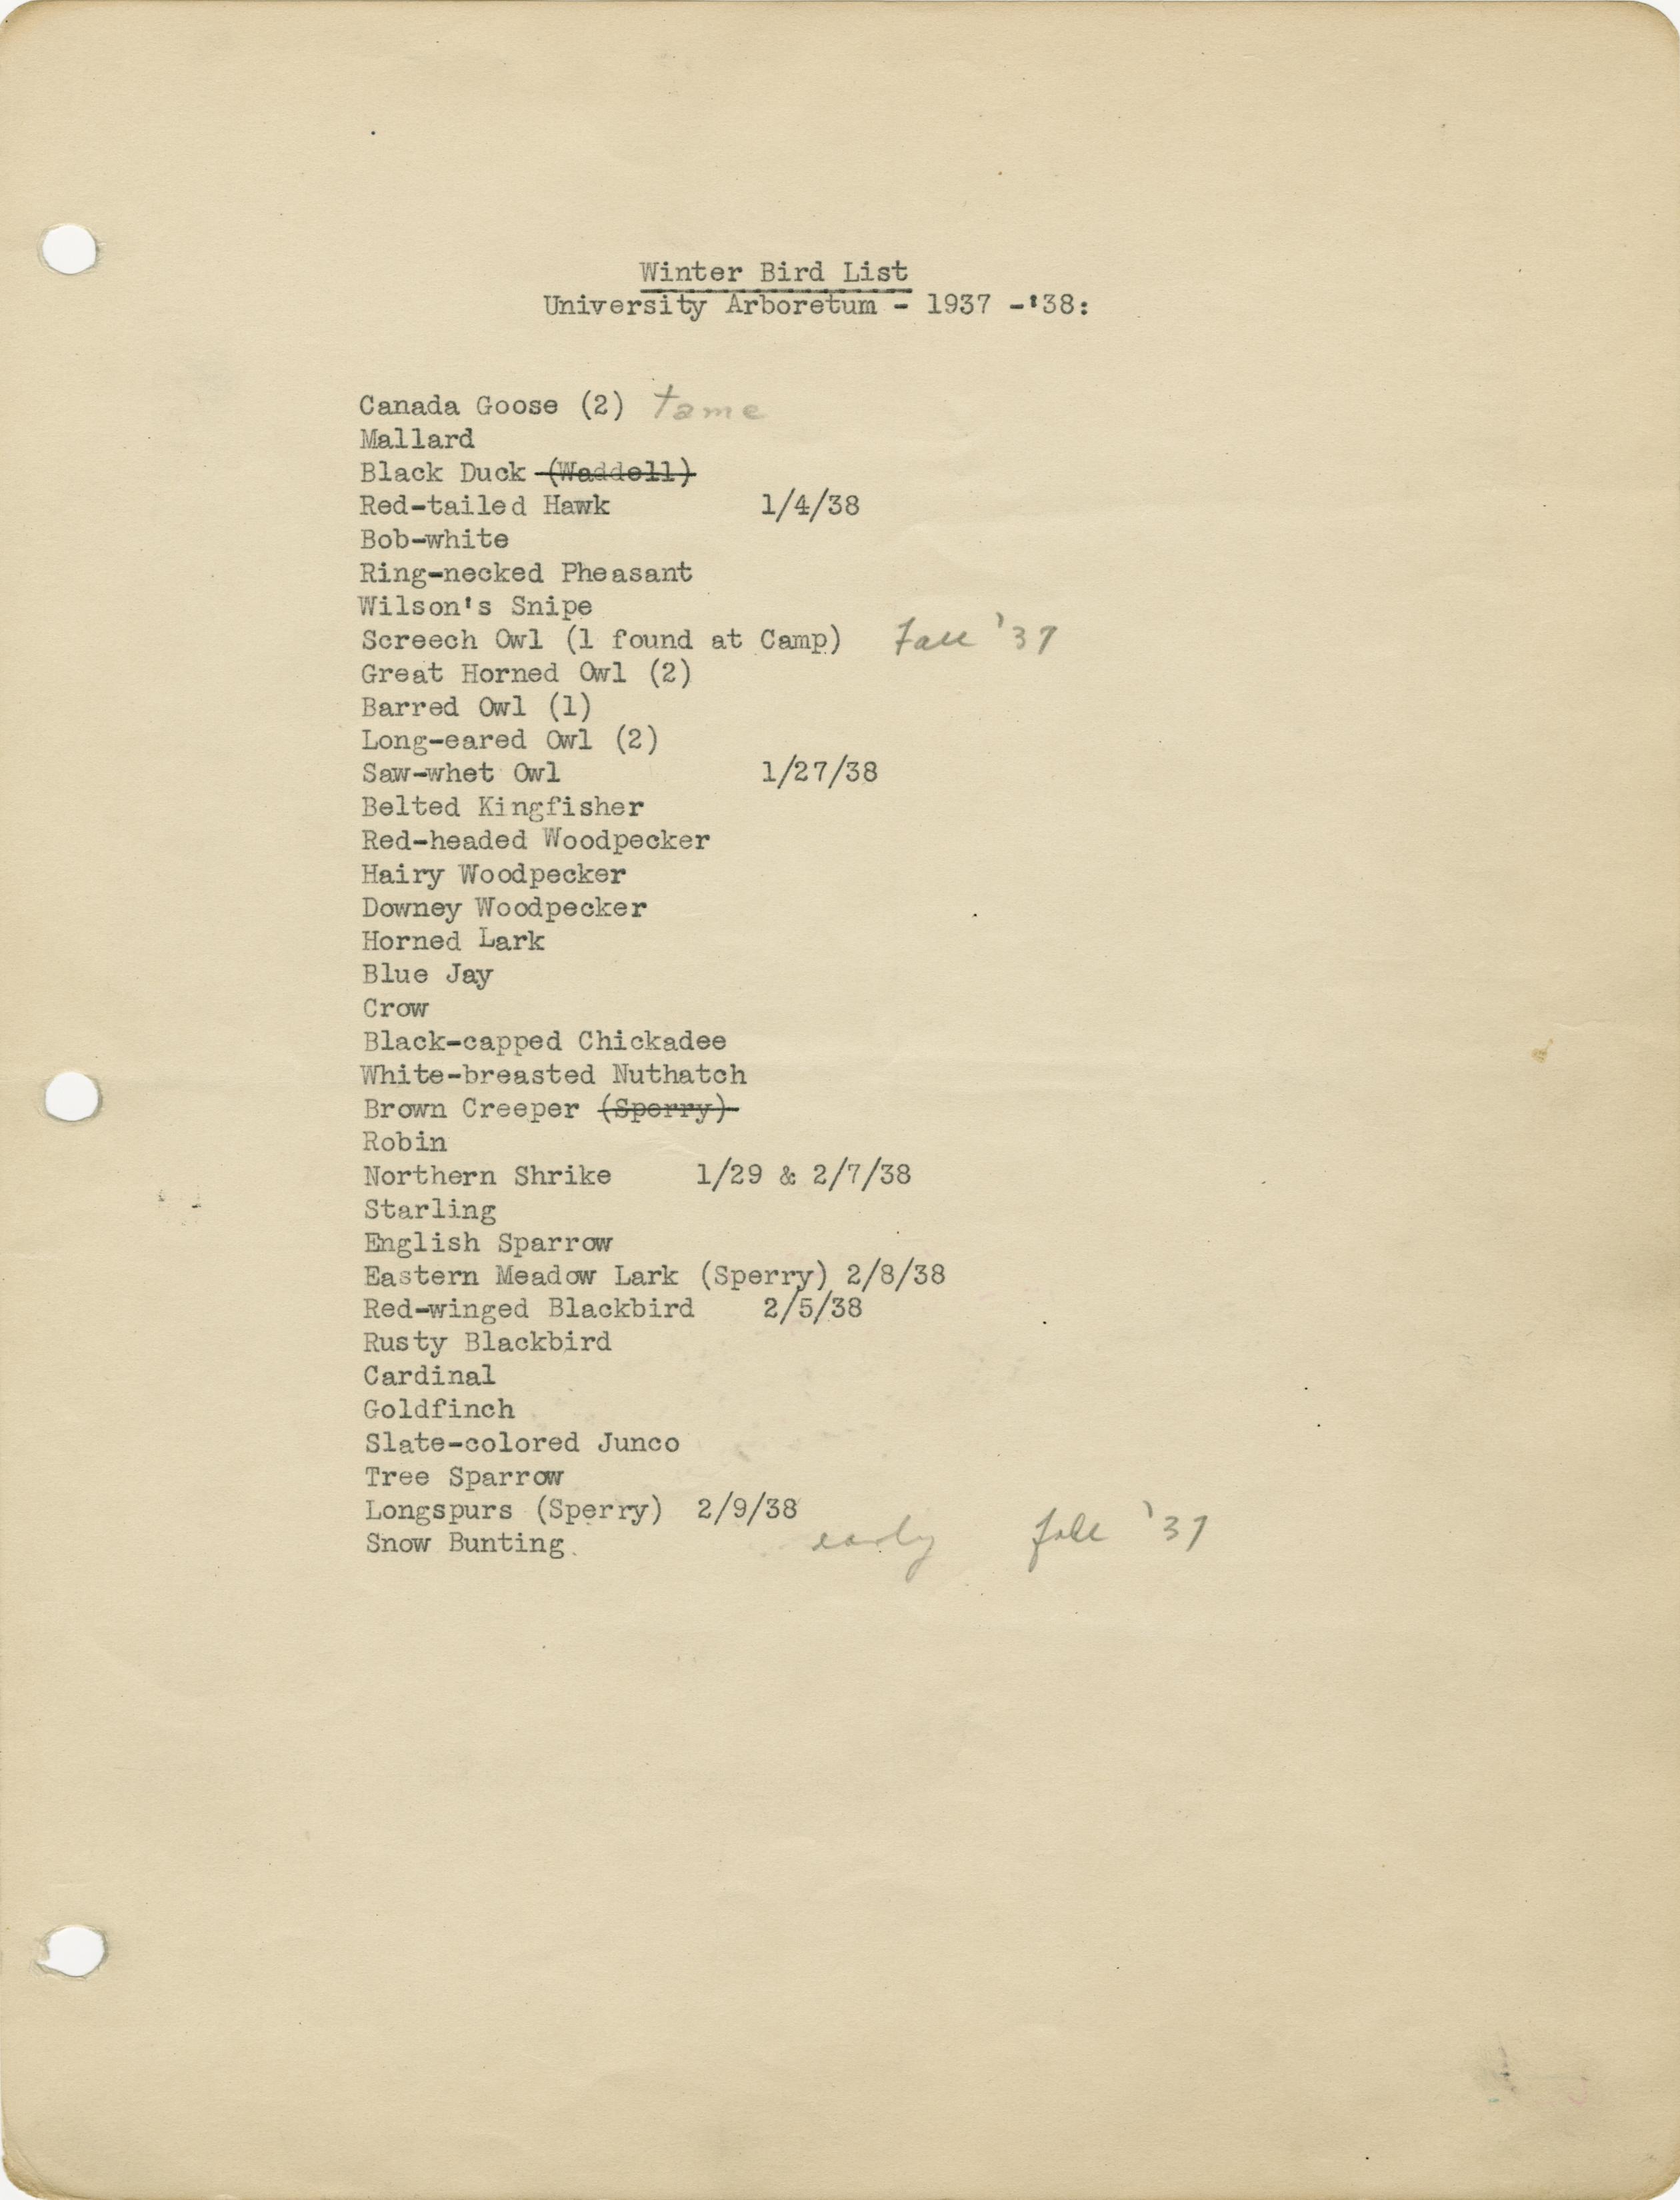 Winter Bird List
University Arboretum - 1937 -'38:
Canada Goose (2) tame
Mallard
Black Duck (Waddell)
Red-tailed Hawk 1/4/38
Bob-white
Ring-necked Pheasant
Wilson's Snipe
Screech Owl (1 found at Camp) Fall '37
Great Horned Owl (2)
Barred Owl (1)
Long-eared Owl (2)
Saw-whet Owl 1/27/38
Belted Kingfisher
Red-headed Woodpecker
Hairy Woodpecker
Downey Woodpecker
Horned Lark
Blue Jay
Crow
Black-capped Chickadee
White-breasted Nuthatch
Brown Creeper (Sperry)
Robin
Northern Shrike 1/29 & 2/7/38
Starling
English Sparrow
Eastern Meadow Lark (Sperry) 2/8/38
Red-winged Blackbird 2/5/38
Rusty Blackbird
Cardinal
Goldfinch
Slate-colored Junco
Tree Sparrow
Longspurs (Sperry) 2/9/38
Snow Bunting. early fall '37